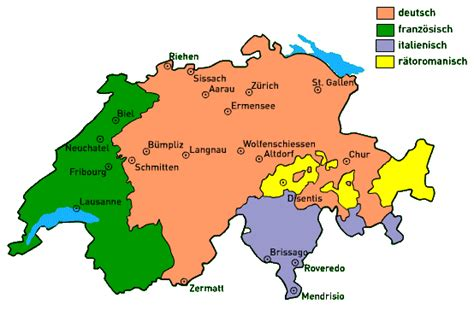 deutsch
französisch
italienisch
rätoromanisch
Riehen
Sissach
Aarau
Zürich
St. Gallen
Ermensee
Biel
Neuchatel
Bümpliz
Wolfenschiessen
Langnau
Altdorf
Schmitten
Chur
Fribourg
Disentis
Lausanne
Brissago
Roveredo
Zermatt
Mendrisio